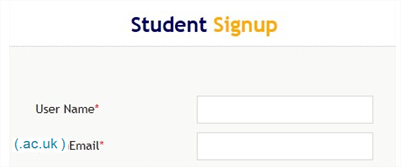 Student Signup
User Name*
(.ac.uk ) Email*